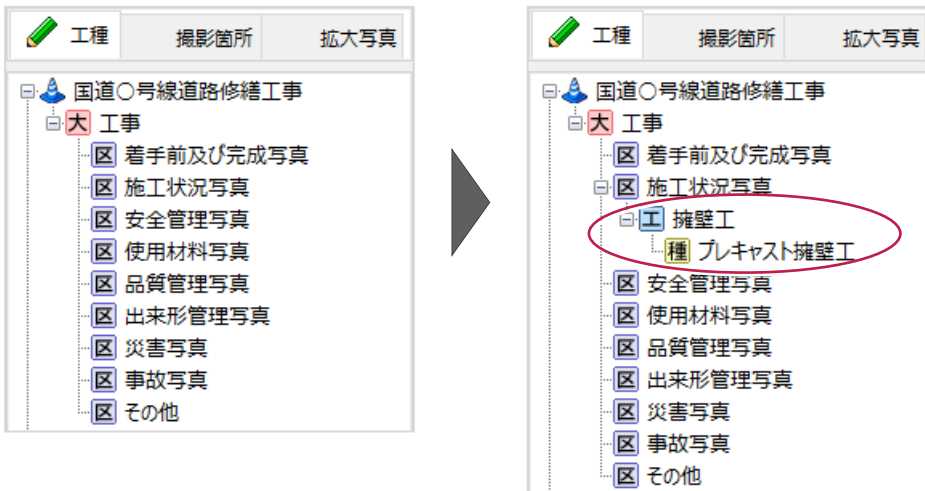 工種 撮影箇所 拡大写真
国道○号線道路修繕工事
大 工事
区 着手前及び完成写真
区 施工状況写真
区 安全管理写真
区 使用材料写真
区 品質管理写真
区 出来形管理写真
区 災害写真
区 事故写真
区 その他
工種 撮影箇所 拡大写真
国道○号線道路修繕工事
大 工事
区 着手前及び完成写真
区 施工状況写真
工 擁壁工
種 プレキャスト擁壁工
区 安全管理写真
区 使用材料写真
区 品質管理写真
区 出来形管理写真
区 災害写真
区 事故写真
区 その他